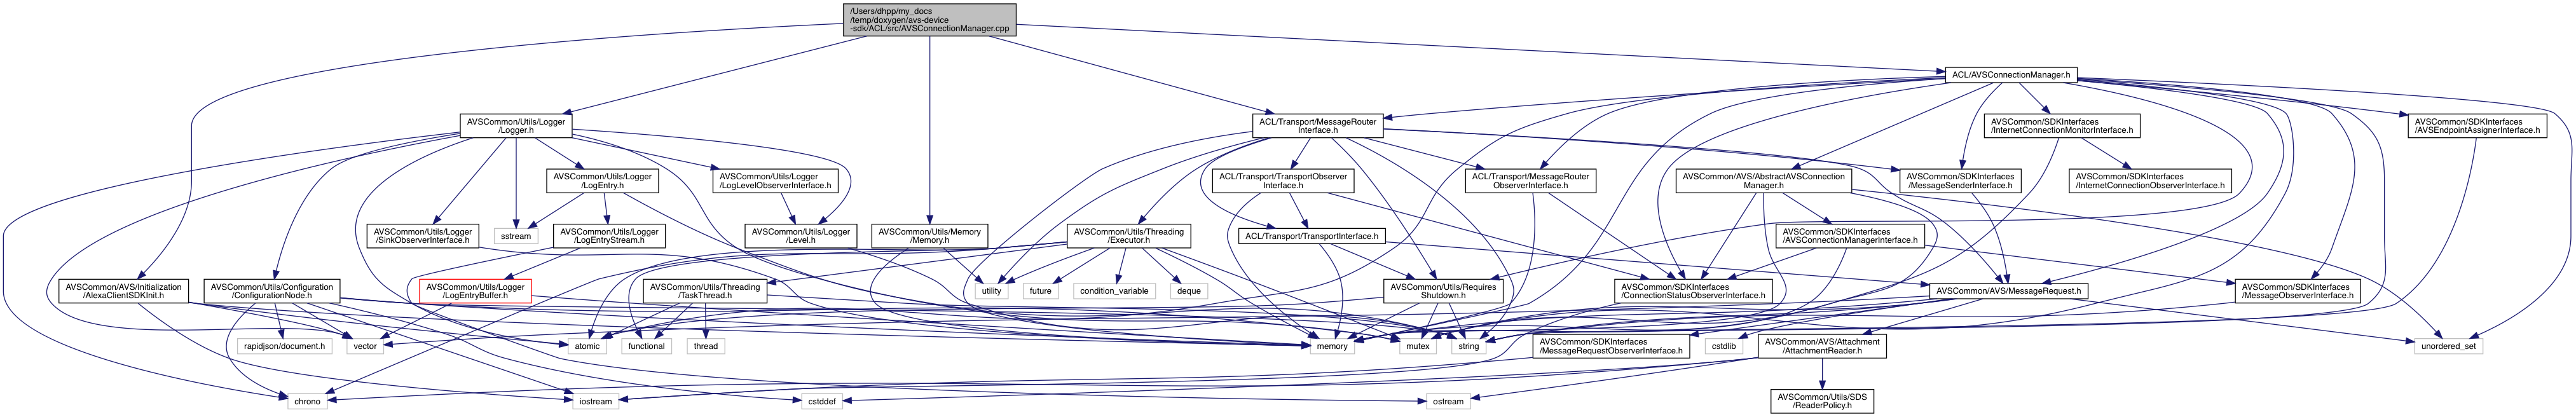 /Users/dhpp/my_docs
/temp/doxygen/avs-device
-sdk/ACL/src/AVSConnectionManager.cpp
ACL/AVSConnectionManager.h
AVSCommon/Utils/Logger
/Logger.h
ACL/Transport/MessageRouter
Interface.h
AVSCommon/SDKInterfaces
/InternetConnectionMonitorInterface.h
AVSCommon/SDKInterfaces
/AVSEndpointAssignerInterface.h
AVSCommon/Utils/Logger
/LogEntry.h
AVSCommon/Utils/Logger
/LogLevelObserverInterface.h
ACL/Transport/TransportObserver
Interface.h
ACL/Transport/MessageRouter
ObserverInterface.h
AVSCommon/AVS/AbstractAVSConnection
Manager.h
AVSCommon/SDKInterfaces
/MessageSenderInterface.h
AVSCommon/SDKInterfaces
/InternetConnectionObserverInterface.h
AVSCommon/Utils/Logger
/SinkObserverInterface.h
sstream
AVSCommon/Utils/Logger
/LogEntryStream.h
AVSCommon/Utils/Logger
/Level.h
AVSCommon/Utils/Memory
/Memory.h
AVSCommon/Utils/Threading
/Executor.h
ACL/Transport/TransportInterface.h
AVSCommon/SDKInterfaces
/AVSConnectionManagerInterface.h
AVSCommon/AVS/Initialization
/AlexaClientSDKInit.h
AVSCommon/Utils/Configuration
/ConfigurationNode.h
AVSCommon/Utils/Logger
/LogEntryBuffer.h
AVSCommon/Utils/Threading
/TaskThread.h
utility
future
condition_variable
deque
AVSCommon/Utils/Requires
Shutdown.h
AVSCommon/SDKInterfaces
/ConnectionStatusObserverInterface.h
AVSCommon/AVS/MessageRequest.h
AVSCommon/SDKInterfaces
/MessageObserverInterface.h
rapidjson/document.h
vector
atomic
functional
thread
memory
mutex
string
AVSCommon/SDKInterfaces
/MessageRequestObserverInterface.h
cstdlib
AVSCommon/AVS/Attachment
/AttachmentReader.h
unordered_set
chrono
iostream
cstddef
ostream
AVSCommon/Utils/SDS
/ReaderPolicy.h